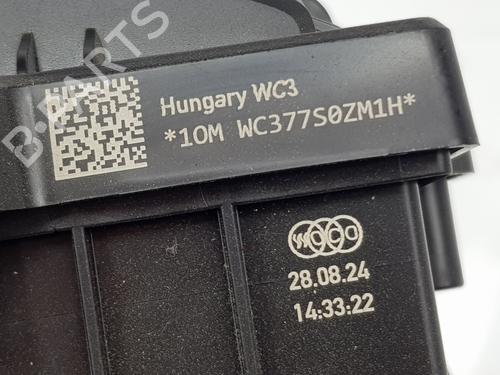 B-PARTS
Hungary WC3
*10M WC377S0ZM1H*
28.08.24
14:33:22